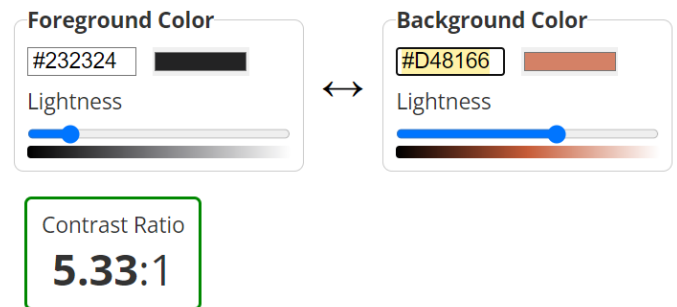 Foreground Color
#232324
Lightness
Background Color
#D48166
Lightness
Contrast Ratio
5.33:1